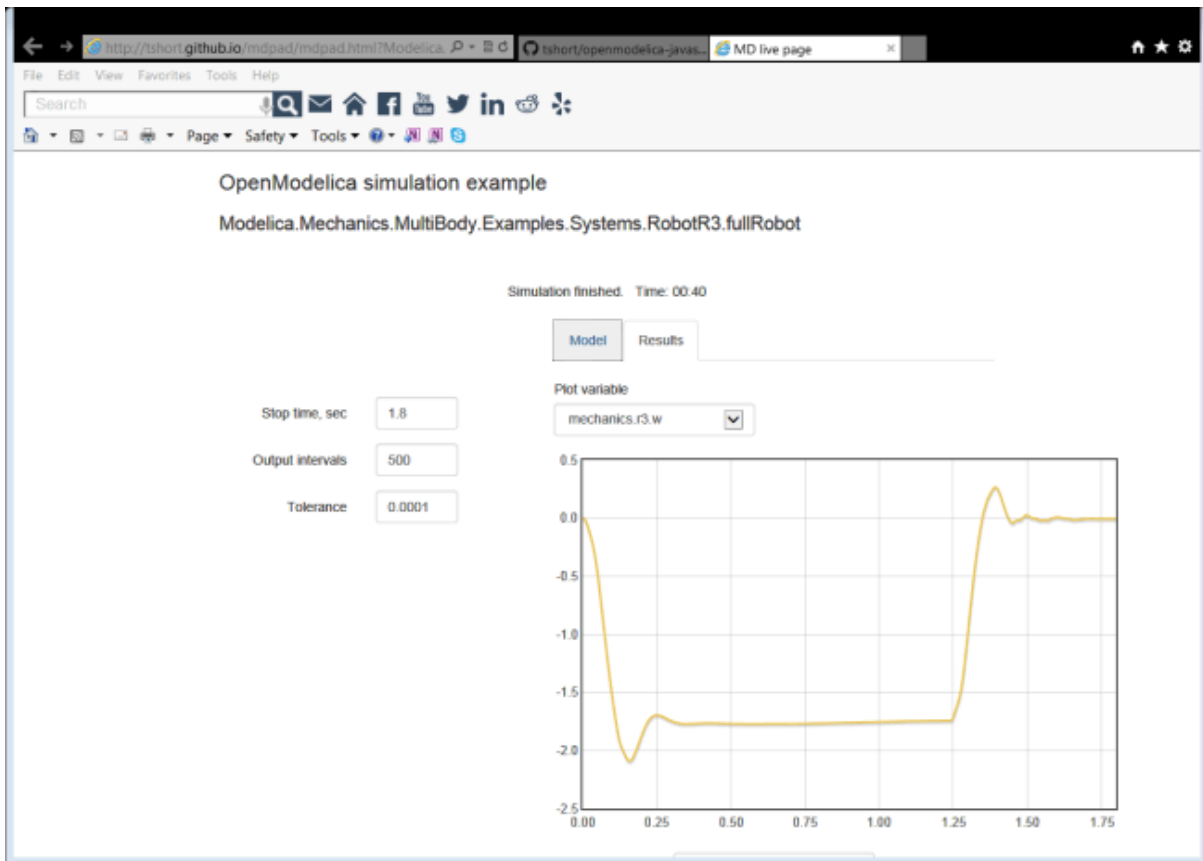 http://tshort.github.io/mdpad/mdpad.html?Modelica.
tshort/openmodelica-javas...
MD live page
File Edit View Favorites Tools Help
Search
Page Safety Tools
OpenModelica simulation example
Modelica.Mechanics.MultiBody.Examples.Systems.RobotR3.fullRobot
Simulation finished. Time: 00:40
Model Results
Plot variable
mechanics.r3.w
Stop time, sec 1.8
Output intervals 500
Tolerance 0.0001
0.5
0.0
-0.5
-1.0
-1.5
-2.0
-2.5
0.00 0.25 0.50 0.75 1.00 1.25 1.50 1.75